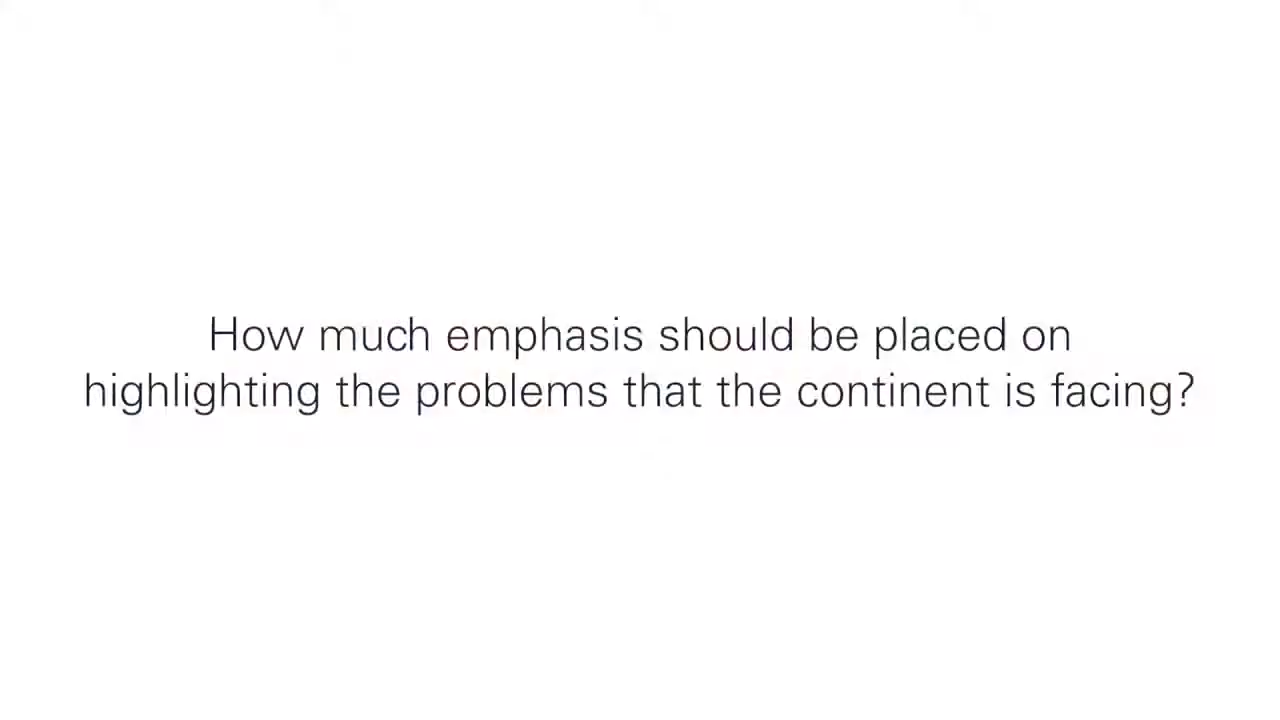 How much emphasis should be placed on
highlighting the problems that the continent is facing?